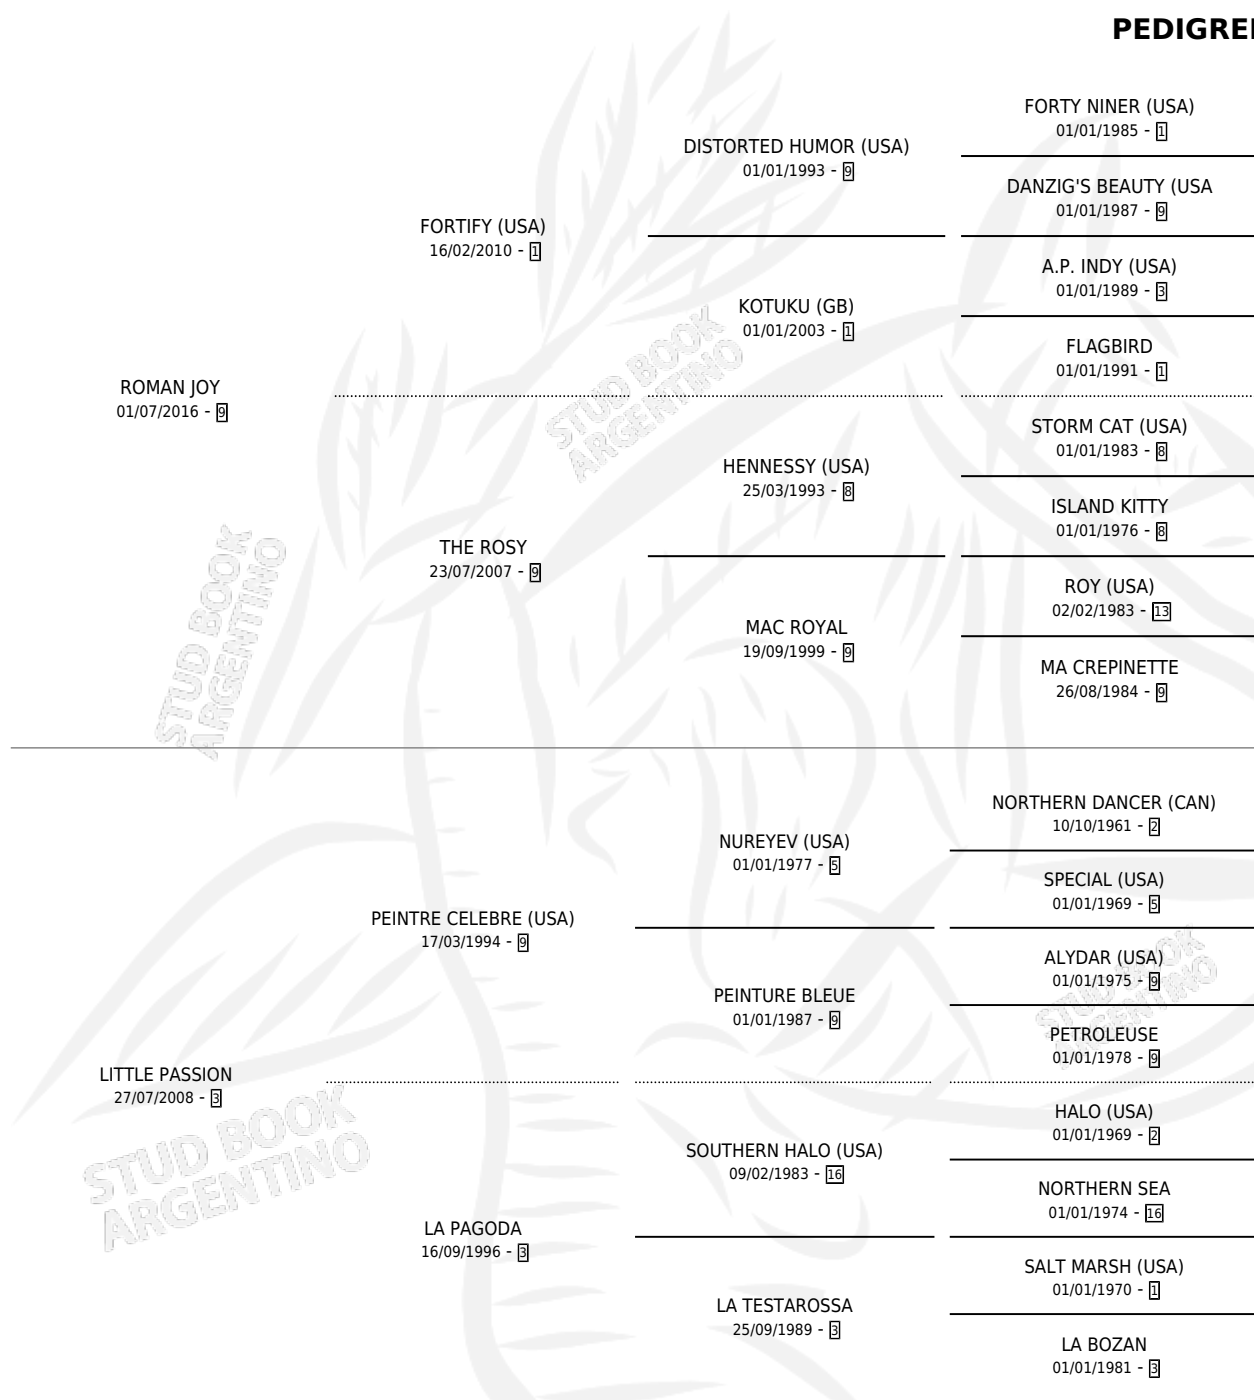 PEDIGREE
FORTY NINER (USA)
01/01/1985 - 1
DISTORTED HUMOR (USA)
01/01/1993 - 9
DANZIG'S BEAUTY (USA
01/01/1987 - 9
FORTIFY (USA)
16/02/2010 - 1
A.P. INDY (USA)
01/01/1989 - 3
KOTUKU (GB)
01/01/2003 - 1
FLAGBIRD
01/01/1991 - 1
ROMAN JOY
01/07/2016 - 9
STUD BOOK
ARGENTINO
STORM CAT (USA)
01/01/1983 - 8
HENNESSY (USA)
25/03/1993 - 8
ISLAND KITTY
01/01/1976 - 8
THE ROSY
23/07/2007 - 9
ROY (USA)
02/02/1983 - 13
MAC ROYAL
19/09/1999 - 9
MA CREPINETTE
26/08/1984 - 9
STUD BOOK
ARGENTINO
NORTHERN DANCER (CAN)
10/10/1961 - 2
NUREYEV (USA)
01/01/1977 - 5
SPECIAL (USA)
01/01/1969 - 5
PEINTRE CELEBRE (USA)
17/03/1994 - 9
ALYDAR (USA)
01/01/1975 - 9
STUD BOOK
ARGENTINO
PEINTURE BLEUE
01/01/1987 - 9
PETROLEUSE
01/01/1978 - 9
LITTLE PASSION
27/07/2008 - 3
STUD BOOK
ARGENTINO
HALO (USA)
01/01/1969 - 2
SOUTHERN HALO (USA)
09/02/1983 - 16
NORTHERN SEA
01/01/1974 - 16
LA PAGODA
16/09/1996 - 3
SALT MARSH (USA)
01/01/1970 - 1
LA TESTAROSSA
25/09/1989 - 3
LA BOZAN
01/01/1981 - 3